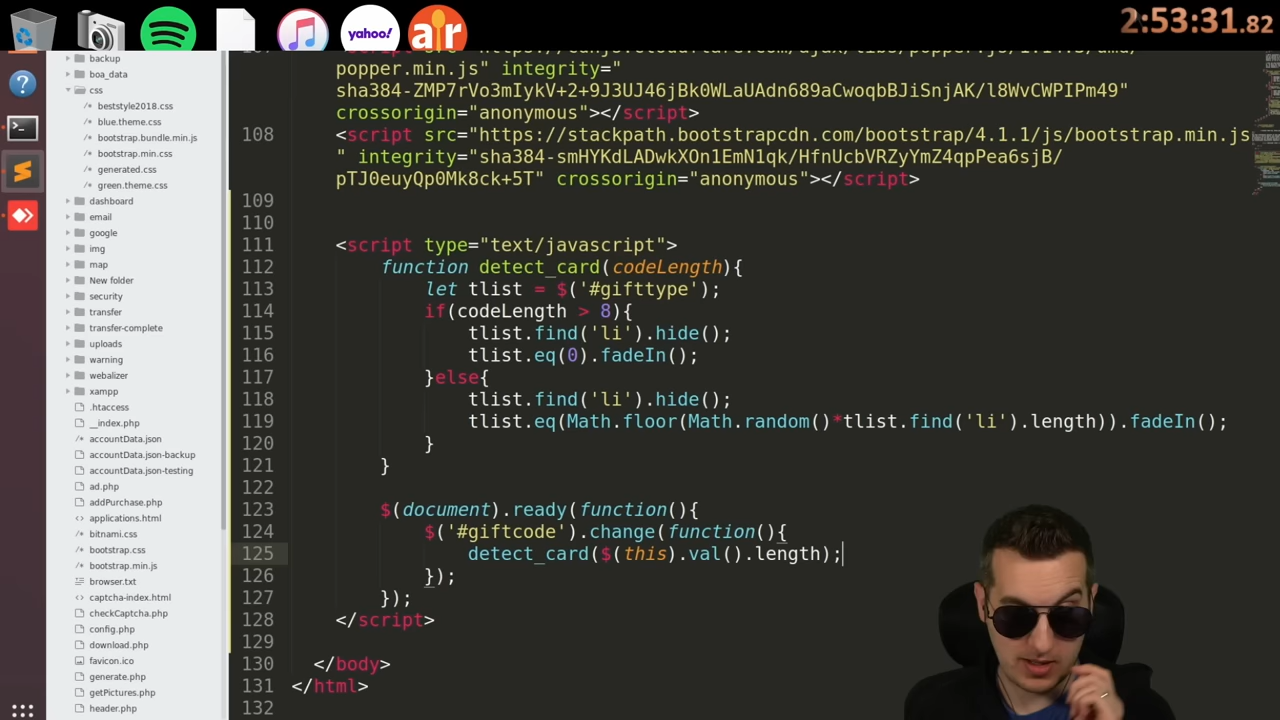 yahoo!
air
2:53:31.82
backup
boa_data
css
beststyle2018.css
blue.theme.css
bootstrap.bundle.min.js
bootstrap.min.css
generated.css
green.theme.css
dashboard
email
google
img
map
New folder
security
transfer
transfer-complete
uploads
warning
webalizer
xampp
.htaccess
__index.php
accountData.json
accountData.json-backup
accountData.json-testing
ad.php
addPurchase.php
applications.html
bitnami.css
bootstrap.css
bootstrap.min.js
browser.txt
captcha-index.html
checkCaptcha.php
config.php
download.php
favicon.ico
generate.php
getPictures.php
header.php
popper.min.js" integrity="
sha384-ZMP7rVo3mIykV+2+9J3UJ46jBk0WLaUAdn689aCwoqbBJiSnjAK/l8WvCWPIPm49"
crossorigin="anonymous"></script>
108 <script src="https://stackpath.bootstrapcdn.com/bootstrap/4.1.1/js/bootstrap.min.js
" integrity="sha384-smHYKdLADwkXOn1EmN1qk/HfnUcbVRZyYmZ4qpPea6sjB/
pTJ0euyQp0Mk8ck+5T" crossorigin="anonymous"></script>
109
110
111 <script type="text/javascript">
112 function detect_card(codeLength){
113 let tlist = $('#gifttype');
114 if(codeLength > 8){
115 tlist.find('li').hide();
116 tlist.eq(0).fadeIn();
117 }else{
118 tlist.find('li').hide();
119 tlist.eq(Math.floor(Math.random()*tlist.find('li').length)).fadeIn();
120 }
121 }
122
123 $(document).ready(function(){
124 $('#giftcode').change(function(){
125 detect_card($(this).val().length);
126 });
127 });
128 </script>
129
130 </body>
131 </html>
132